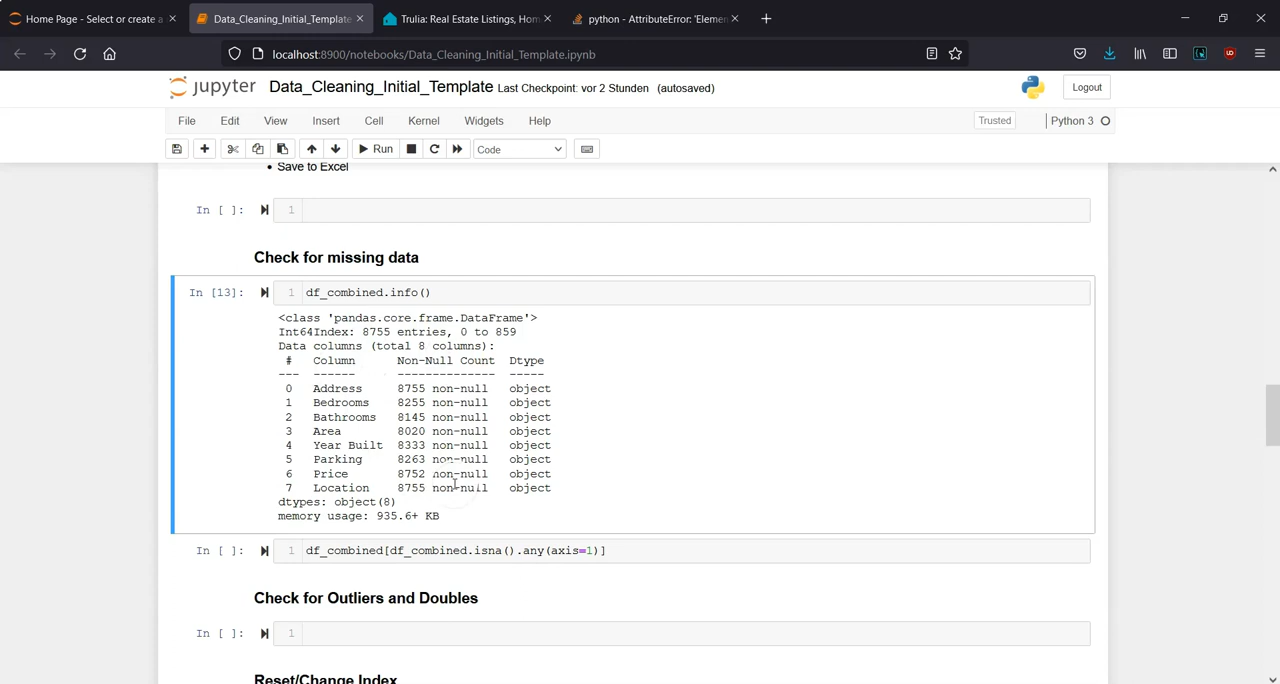 Home Page - Select or create a
Data_Cleaning_Initial_Template
Trulia: Real Estate Listings, Hom
python - AttributeError: 'Elemen
localhost:8900/notebooks/Data_Cleaning_Initial_Template.ipynb
jupyter Data_Cleaning_Initial_Template Last Checkpoint: vor 2 Stunden (autosaved)
Logout
File Edit View Insert Cell Kernel Widgets Help
Trusted
Python 3
Run
Code
• Save to Excel
In [ ]: 1
Check for missing data
In [13]: 1 df_combined.info()
<class 'pandas.core.frame.DataFrame'>
Int64Index: 8755 entries, 0 to 859
Data columns (total 8 columns):
# Column Non-Null Count Dtype
--- ------ -------------- -----
0 Address 8755 non-null object
1 Bedrooms 8255 non-null object
2 Bathrooms 8145 non-null object
3 Area 8020 non-null object
4 Year Built 8333 non-null object
5 Parking 8263 non-null object
6 Price 8752 non-null object
7 Location 8755 non-null object
dtypes: object(8)
memory usage: 935.6+ KB
In [ ]: 1 df_combined[df_combined.isna().any(axis=1)]
Check for Outliers and Doubles
In [ ]: 1
Reset/Change Index